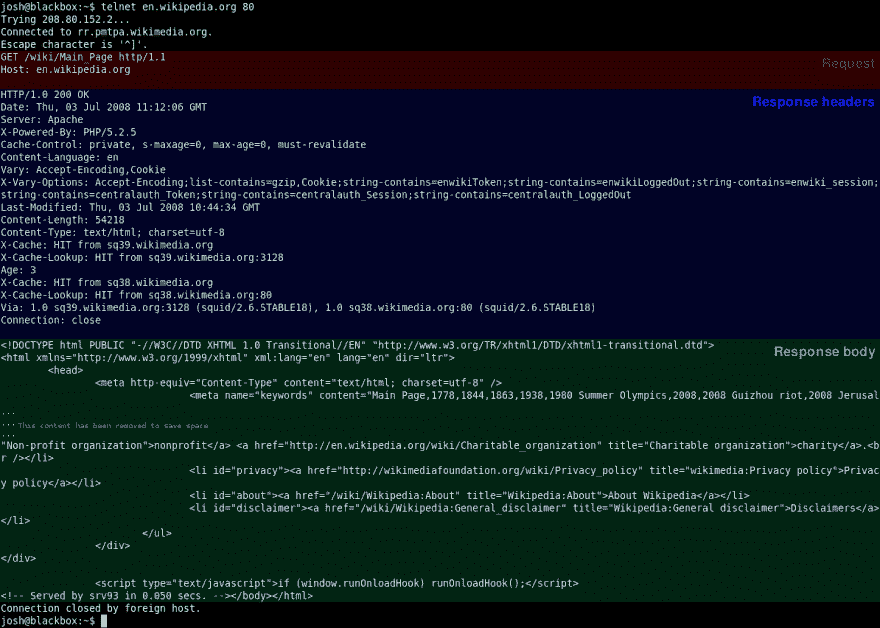 josh@blackbox:~$ telnet en.wikipedia.org 80
Trying 208.80.152.2...
Connected to rr.pmtpa.wikimedia.org.
Escape character is '^]'.
GET /wiki/Main_Page http/1.1
Host: en.wikipedia.org
Request
HTTP/1.0 200 OK
Response headers
Date: Thu, 03 Jul 2008 11:12:06 GMT
Server: Apache
X-Powered-By: PHP/5.2.5
Cache-Control: private, s-maxage=0, max-age=0, must-revalidate
Content-Language: en
Vary: Accept-Encoding,Cookie
X-Vary-Options: Accept-Encoding;list-contains=gzip,Cookie;string-contains=enwikiToken;string-contains=enwikiLoggedOut;string-contains=enwiki_session;
string-contains=centralauth_Token;string-contains=centralauth_Session;string-contains=centralauth_LoggedOut
Last-Modified: Thu, 03 Jul 2008 10:44:34 GMT
Content-Length: 54218
Content-Type: text/html; charset=utf-8
X-Cache: HIT from sq39.wikimedia.org
X-Cache-Lookup: HIT from sq39.wikimedia.org:3128
Age: 3
X-Cache: HIT from sq38.wikimedia.org
X-Cache-Lookup: HIT from sq38.wikimedia.org:80
Via: 1.0 sq39.wikimedia.org:3128 (squid/2.6.STABLE18), 1.0 sq38.wikimedia.org:80 (squid/2.6.STABLE18)
Connection: close
<!DOCTYPE html PUBLIC "-//W3C//DTD XHTML 1.0 Transitional//EN" "http://www.w3.org/TR/xhtml1/DTD/xhtml1-transitional.dtd">
Response body
<html xmlns="http://www.w3.org/1999/xhtml" xml:lang="en" lang="en" dir="ltr">
<head>
<meta http-equiv="Content-Type" content="text/html; charset=utf-8" />
<meta name="keywords" content="Main Page,1778,1844,1863,1938,1980 Summer Olympics,2008,2008 Guizhou riot,2008 Jerusal
...
... This content has been removed to save space
...
"Non-profit organization">nonprofit</a> <a href="http://en.wikipedia.org/wiki/Charitable_organization" title="Charitable organization">charity</a>.<b
r /></li>
<li id="privacy"><a href="http://wikimediafoundation.org/wiki/Privacy_policy" title="wikimedia:Privacy policy">Privac
y policy</a></li>
<li id="about"><a href="/wiki/Wikipedia:About" title="Wikipedia:About">About Wikipedia</a></li>
<li id="disclaimer"><a href="/wiki/Wikipedia:General_disclaimer" title="Wikipedia:General disclaimer">Disclaimers</a>
</li>
</ul>
</div>
</div>
<script type="text/javascript">if (window.runOnloadHook) runOnloadHook();</script>
<!-- Served by srv93 in 0.050 secs. --></body></html>
Connection closed by foreign host.
josh@blackbox:~$